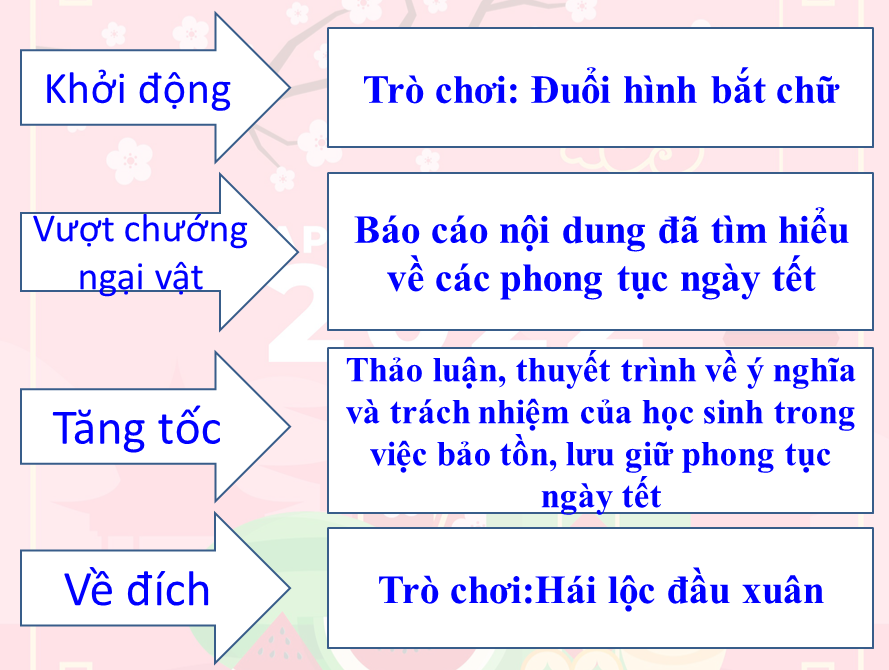 Khởi động
Trò chơi: Đuổi hình bắt chữ
Vượt chướng
ngại vật
Báo cáo nội dung đã tìm hiểu
về các phong tục ngày tết
Tăng tốc
Thảo luận, thuyết trình về ý nghĩa
và trách nhiệm của học sinh trong
việc bảo tồn, lưu giữ phong tục
ngày tết
Về đích
Trò chơi:Hái lộc đầu xuân